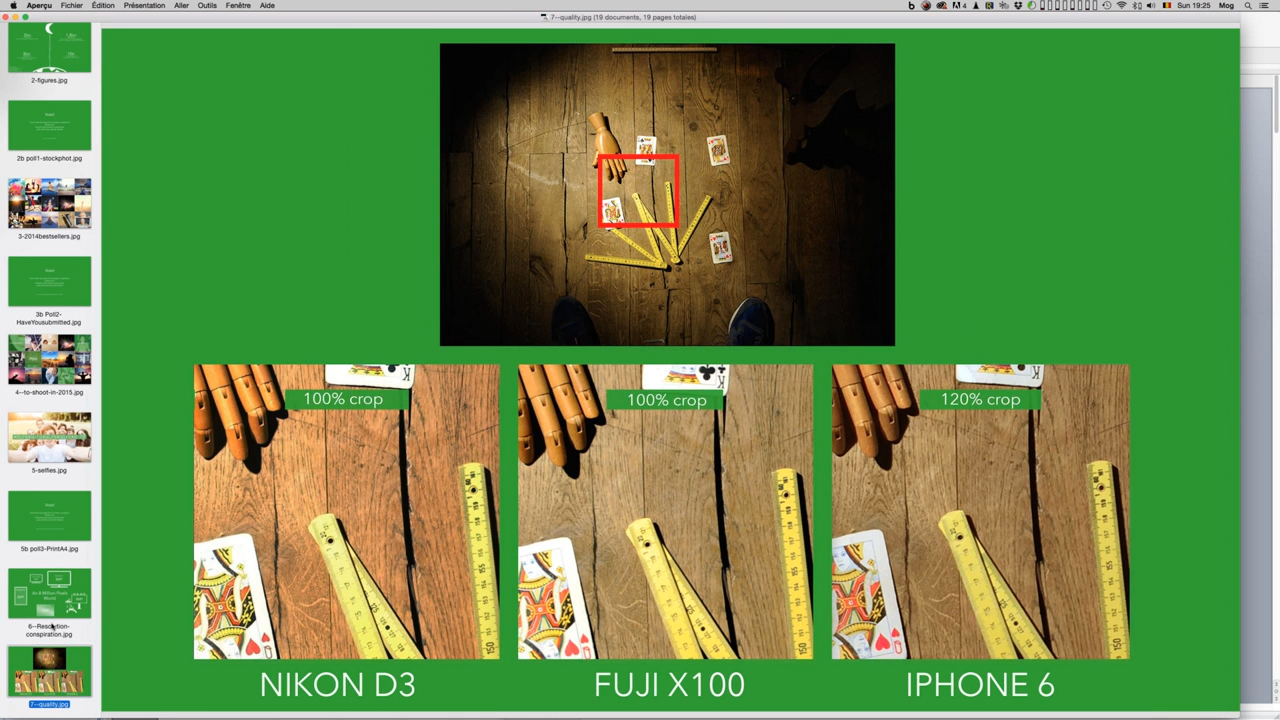 Aperçu Fichier Édition Présentation Aller Outils Fenêtre Aide
4 Sun 19:25 Mog
7--quality.jpg (19 documents, 19 pages totales)
2-figures.jpg
2b poll1-stockphot.jpg
3-2014bestsellers.jpg
3b Poll2-
HaveYousubmitted.jpg
4--to-shoot-in-2015.jpg
5-selfies.jpg
5b poll3-PrintA4.jpg
6--Resolution-
conspiration.jpg
7--quality.jpg
100% crop
100% crop
120% crop
K
K
NIKON D3
FUJI X100
IPHONE 6